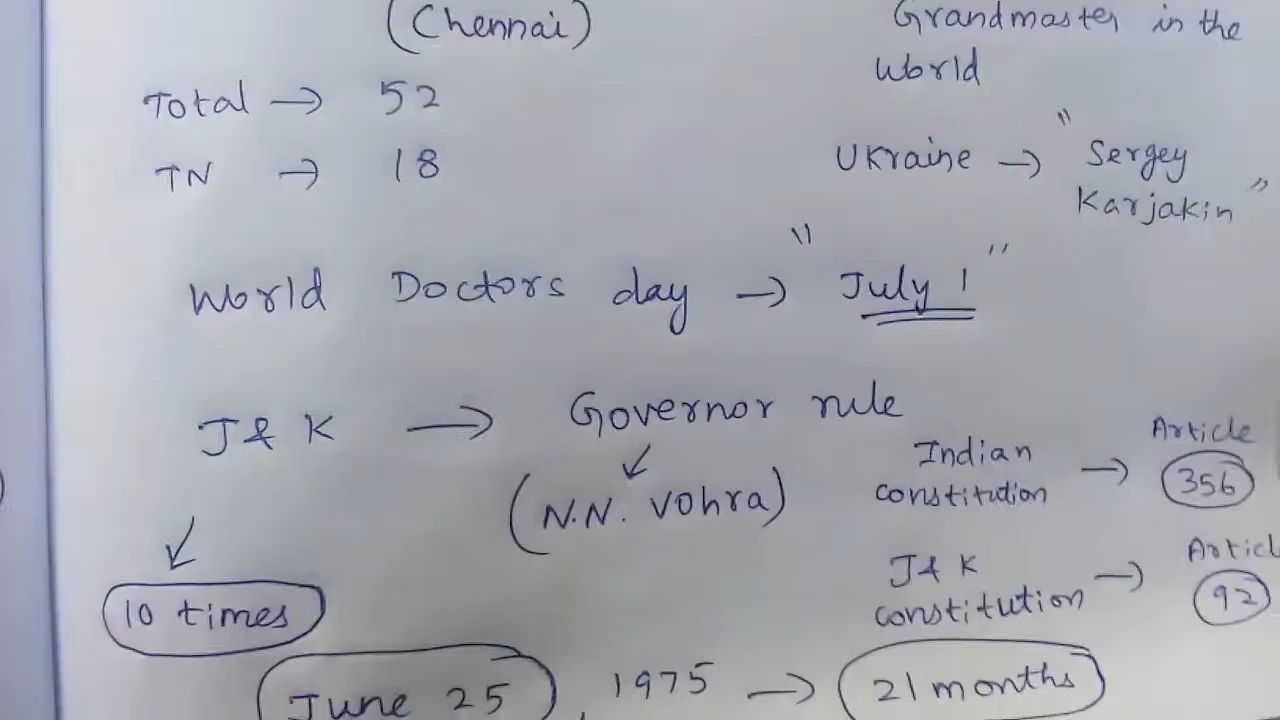 (Chennai)
Grandmaster in the
World
Total → 52
TN → 18
Ukraine → "Sergey
Karjakin"
World Doctors day → "July 1"
J & K → Governor rule
(N.N. Vohra)
Indian
constitution → Article
356
J & K
constitution → Articl
92
10 times
June 25, 1975 → 21 months